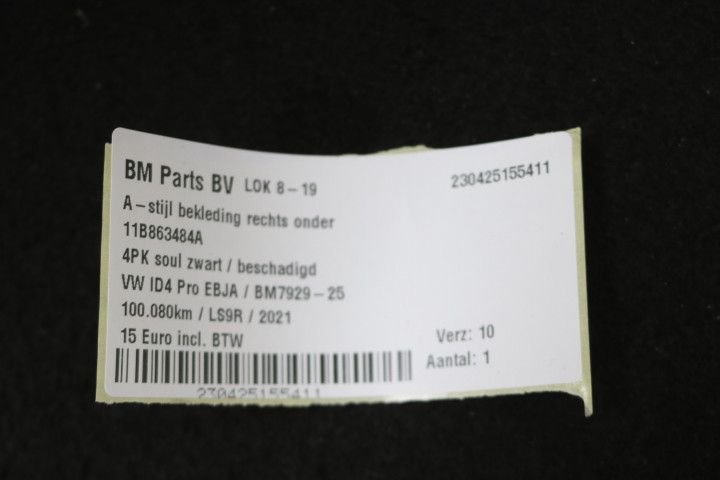 BM Parts BV LOK 8-19 230425155411
A-stijl bekleding rechts onder
11B863484A
4PK soul zwart / beschadigd
VW ID4 Pro EBJA / BM7929-25
100.080km / LS9R / 2021
15 Euro incl. BTW Verz: 10
Aantal: 1
230425155411